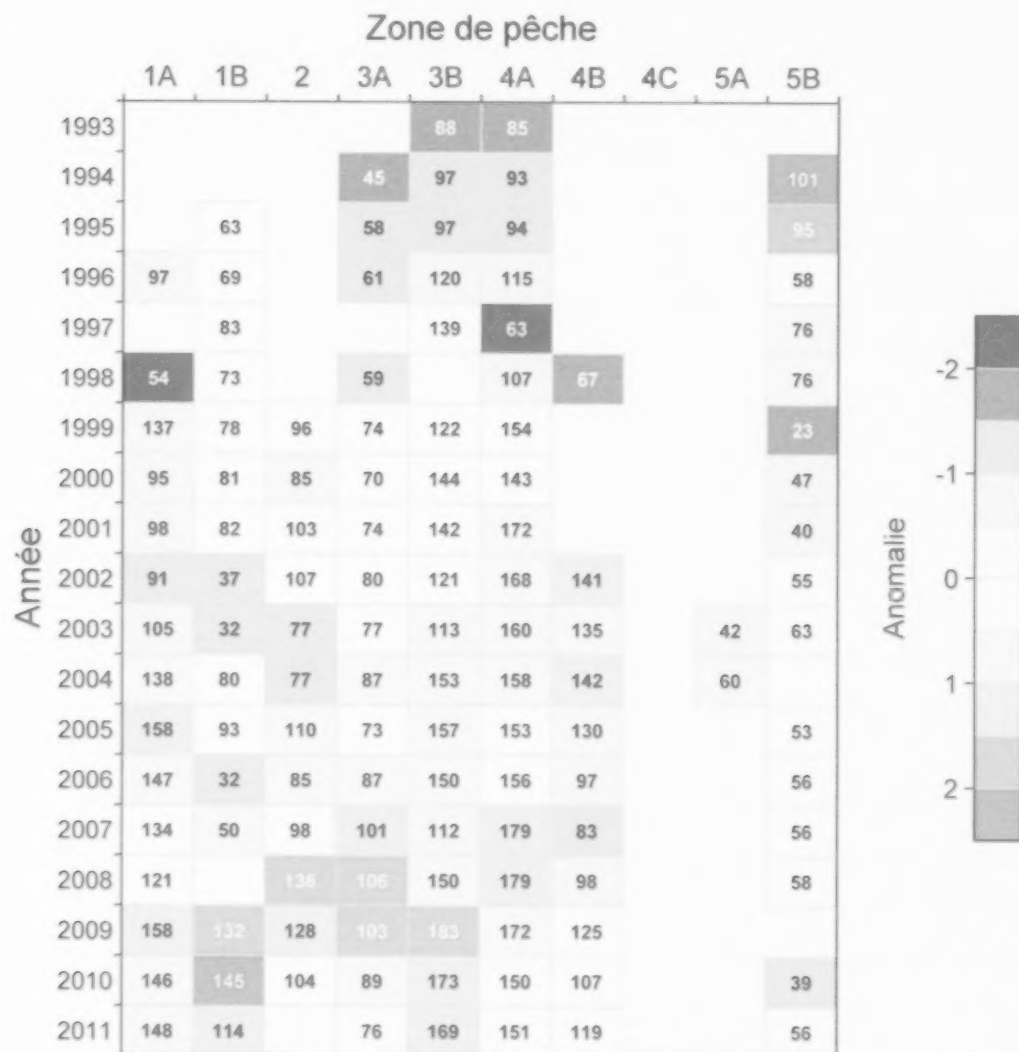 Zone de pêche
1A 1B 2 3A 3B 4A 4B 4C 5A 5B
1993 88 85
1994 45 97 93 101
1995 63 58 97 94 95
1996 97 69 61 120 115 58
1997 83 139 63 76
1998 54 73 59 107 67 76
1999 137 78 96 74 122 154 23
2000 95 81 85 70 144 143 47
2001 98 82 103 74 142 172 40
2002 91 37 107 80 121 168 141 55
2003 105 32 77 77 113 160 135 42 63
2004 138 80 77 87 153 158 142 60
2005 158 93 110 73 157 153 130 53
2006 147 32 85 87 150 156 97 56
2007 134 50 98 101 112 179 83 56
2008 121 136 106 150 179 98 58
2009 158 132 128 103 183 172 125
2010 146 145 104 89 173 150 107 39
2011 148 114 76 169 151 119 56
Année
Anomalie
-2
-1
0
1
2